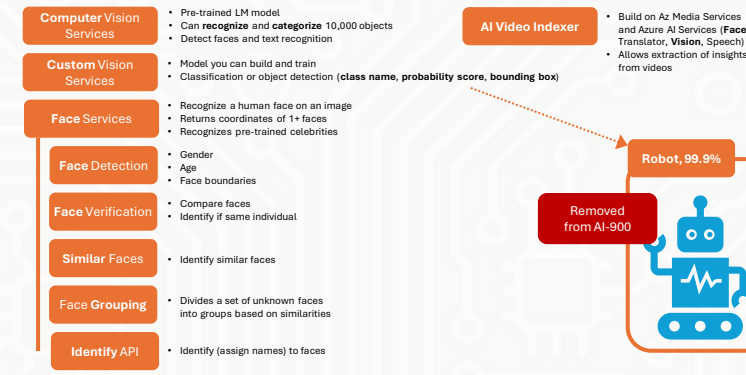 Computer Vision
Services
• Pre-trained LM model
• Can recognize and categorize 10,000 objects
• Detect faces and text recognition
Custom Vision
Services
• Model you can build and train
• Classification or object detection (class name, probability score, bounding box)
Face Services
• Recognize a human face on an image
• Returns coordinates of 1+ faces
• Recognizes pre-trained celebrities
Face Detection
• Gender
• Age
• Face boundaries
Face Verification
• Compare faces
• Identify if same individual
Similar Faces
• Identify similar faces
Face Grouping
• Divides a set of unknown faces
into groups based on similarities
Identify API
• Identify (assign names) to faces
AI Video Indexer
• Build on Az Media Services
and Azure AI Services (Face
Translator, Vision, Speech)
• Allows extraction of insights
from videos
Robot, 99.9%
Removed
from AI-900